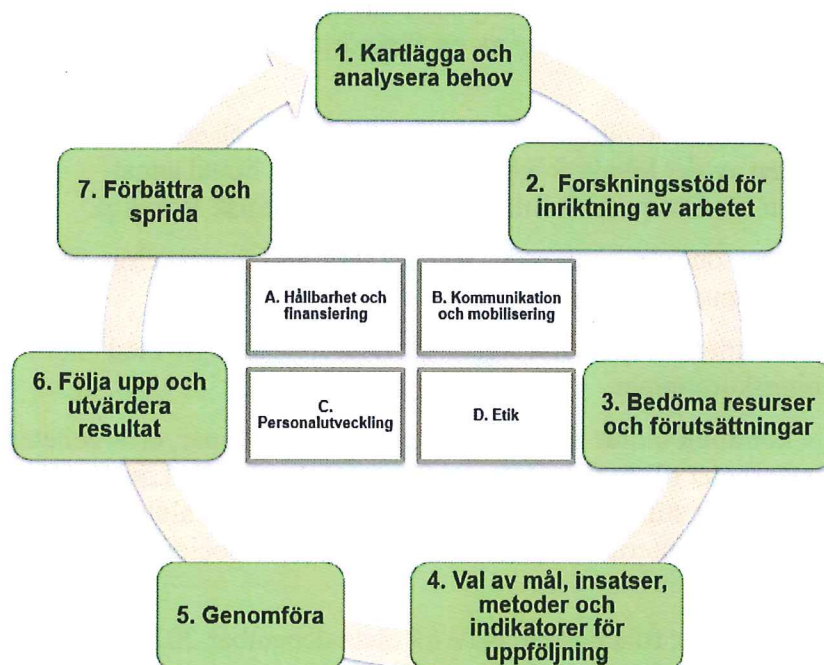 1. Kartlägga och
analysera behov
2. Forskningsstöd för
inriktning av arbetet
3. Bedöma resurser
och förutsättningar
4. Val av mål, insatser,
metoder och
indikatorer för
uppföljning
5. Genomföra
6. Följa upp och
utvärdera
resultat
7. Förbättra och
sprida
A. Hållbarhet och
finansiering
B. Kommunikation
och mobilisering
C.
Personalutveckling
D. Etik